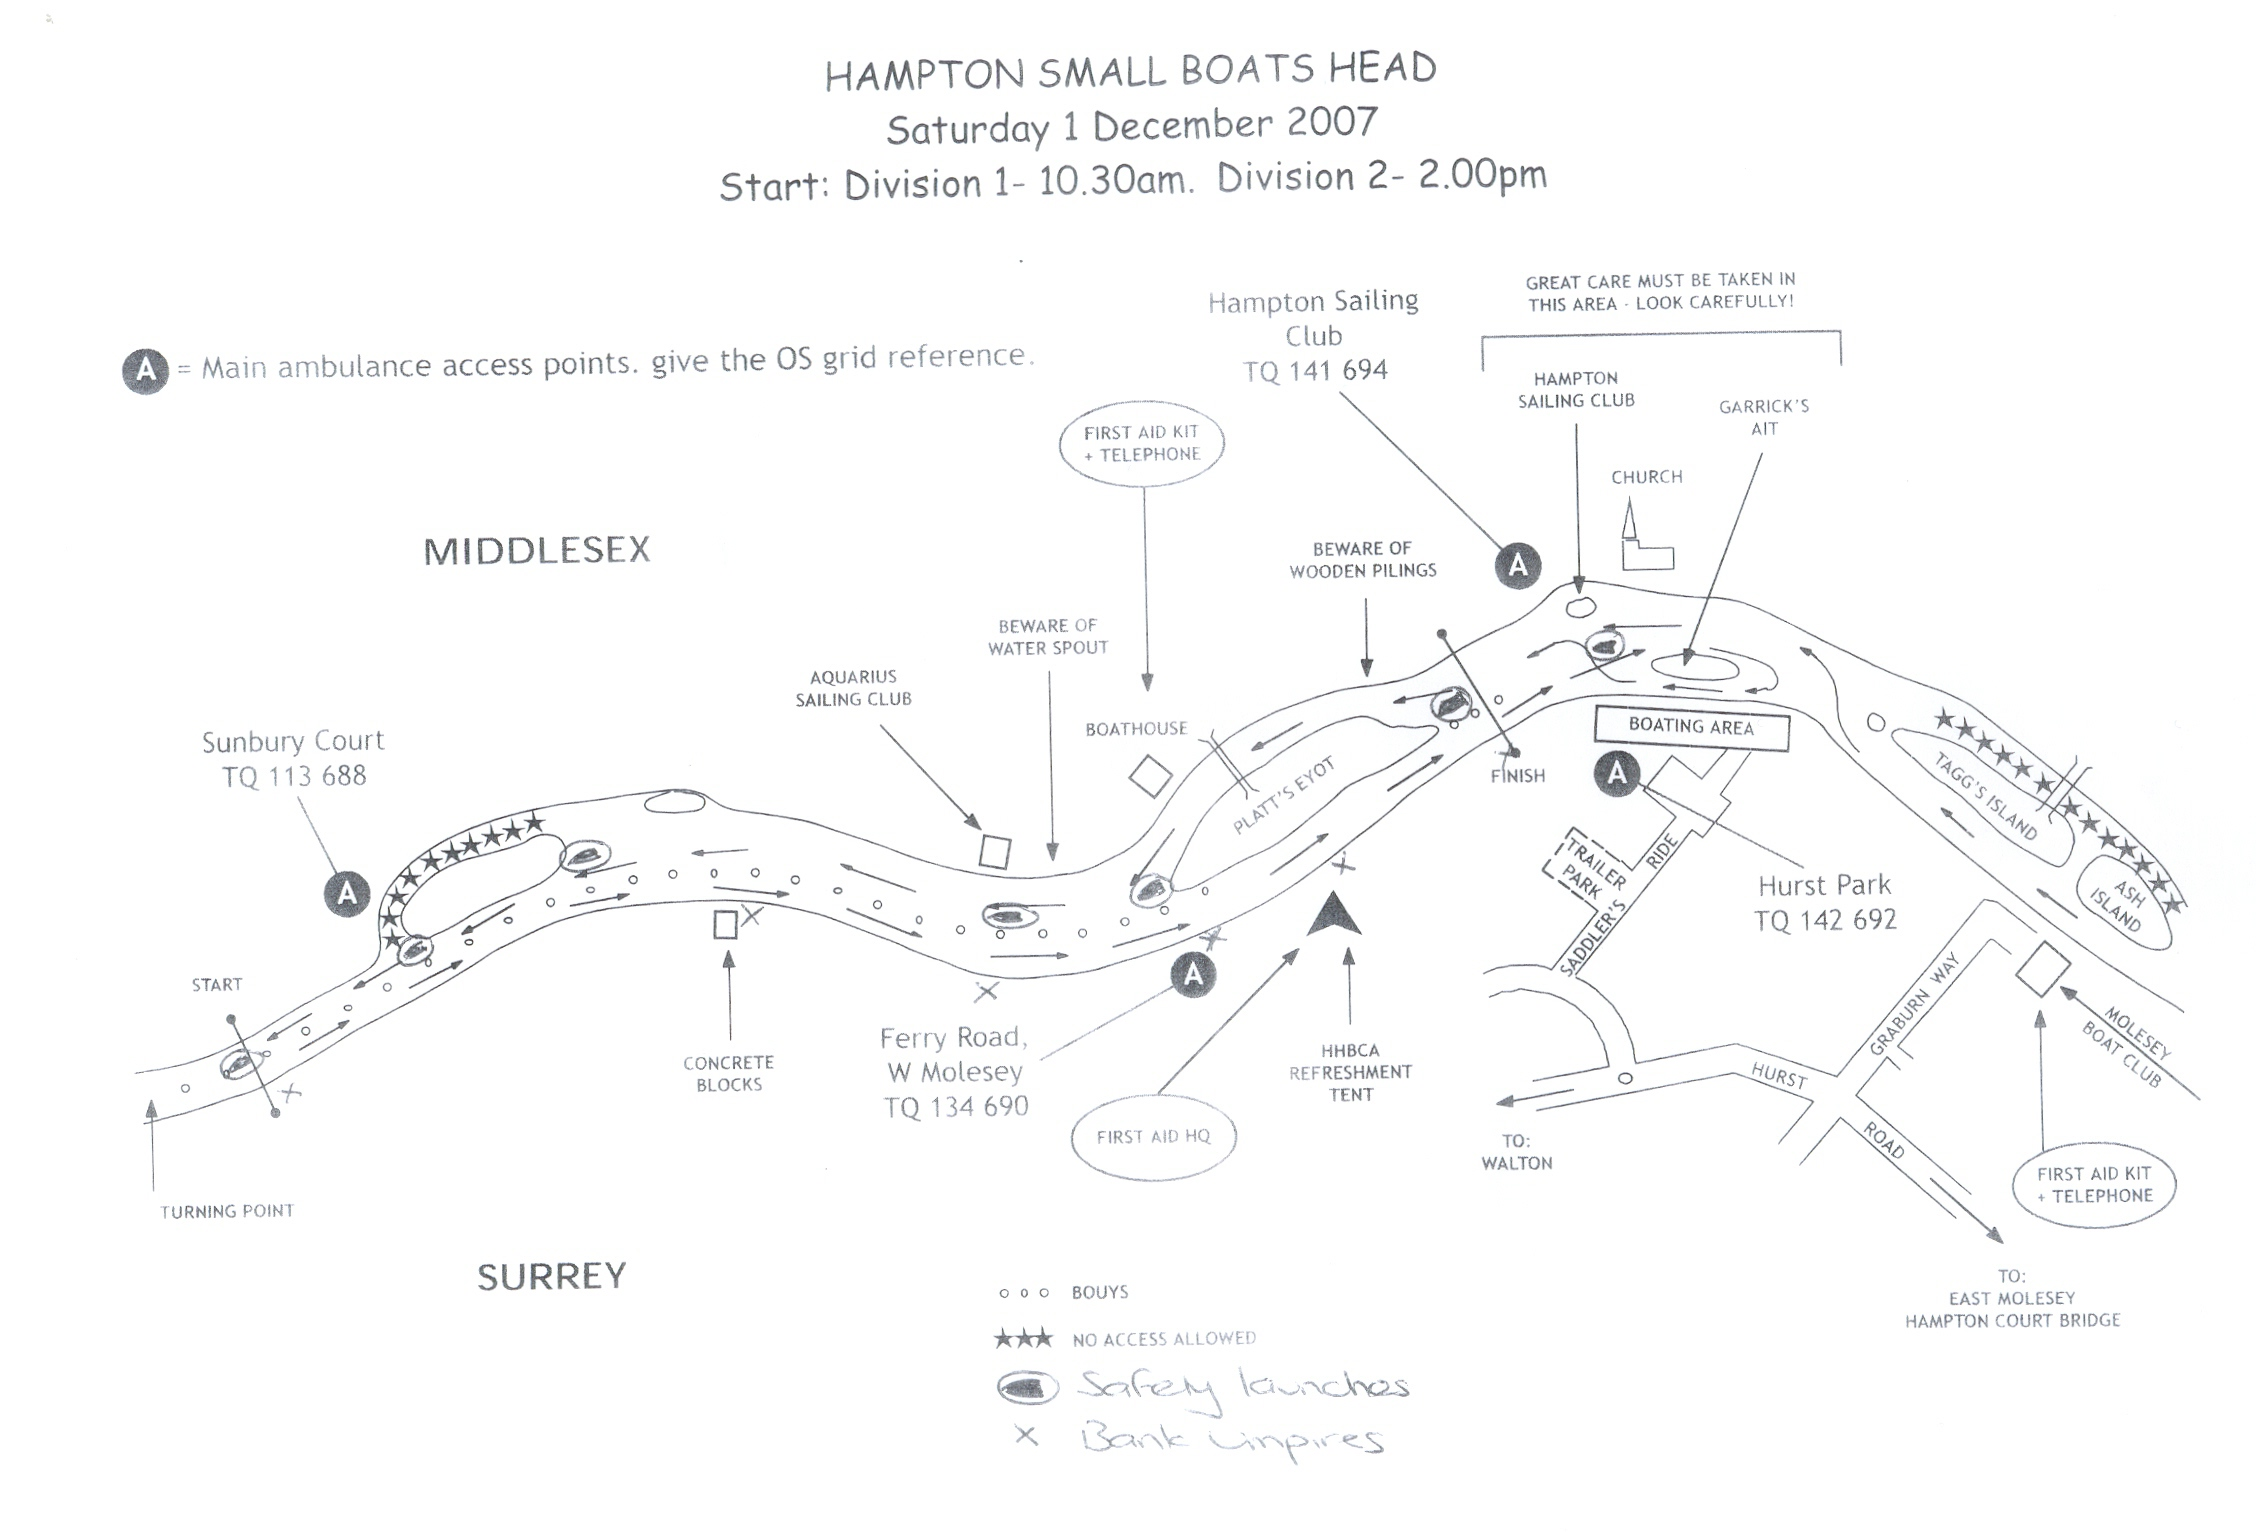 HAMPTON SMALL BOATS HEAD
Saturday 1 December 2007
Start: Division 1- 10.30am. Division 2- 2.00pm
A = Main ambulance access points. give the OS grid reference.
Hampton Sailing
Club
TQ 141 694
GREAT CARE MUST BE TAKEN IN
THIS AREA - LOOK CAREFULLY!
HAMPTON
SAILING CLUB
GARRICK'S
AIT
CHURCH
FIRST AID KIT
+ TELEPHONE
MIDDLESEX
BEWARE OF
WOODEN PILINGS
A
BEWARE OF
WATER SPOUT
AQUARIUS
SAILING CLUB
BOATHOUSE
Sunbury Court
TQ 113 688
A
PLATT'S EYOT
FINISH
BOATING AREA
A
TAGG'S ISLAND
ASH
ISLAND
TRAILER
PARK
SADDLER'S RIDE
Hurst Park
TQ 142 692
START
A
Ferry Road,
W Molesey
TQ 134 690
CONCRETE
BLOCKS
HHBCA
REFRESHMENT
TENT
FIRST AID HQ
GRABURN WAY
MOLESEY
BOAT CLUB
HURST
ROAD
TO:
WALTON
FIRST AID KIT
+ TELEPHONE
TURNING POINT
SURREY
TO:
EAST MOLESEY
HAMPTON COURT BRIDGE
BOUYS
NO ACCESS ALLOWED
Safety launches
Bank umpires